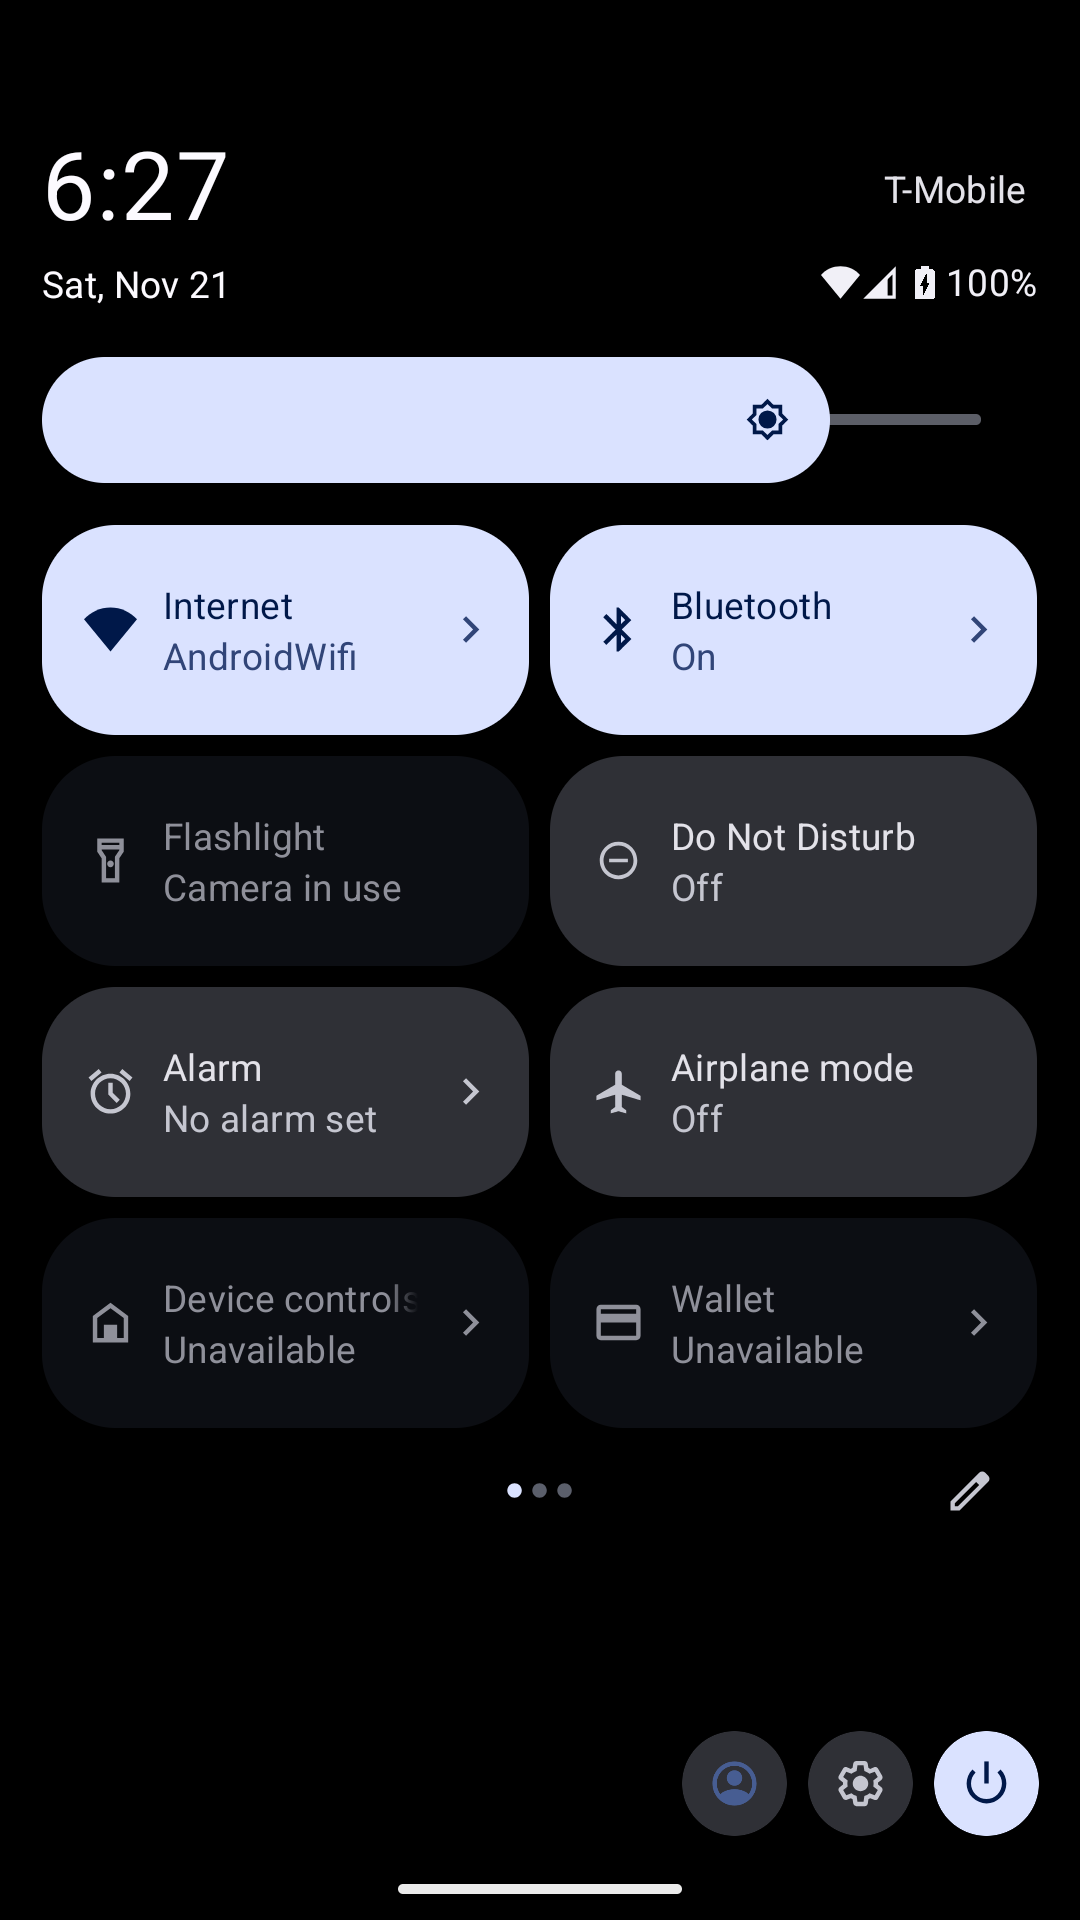 6:27
T-Mobile
Sat, Nov 21
100%
Internet
AndroidWifi
Bluetooth
On
Flashlight
Camera in use
Do Not Disturb
Off
Alarm
No alarm set
Airplane mode
Off
Device controls
Unavailable
Wallet
Unavailable